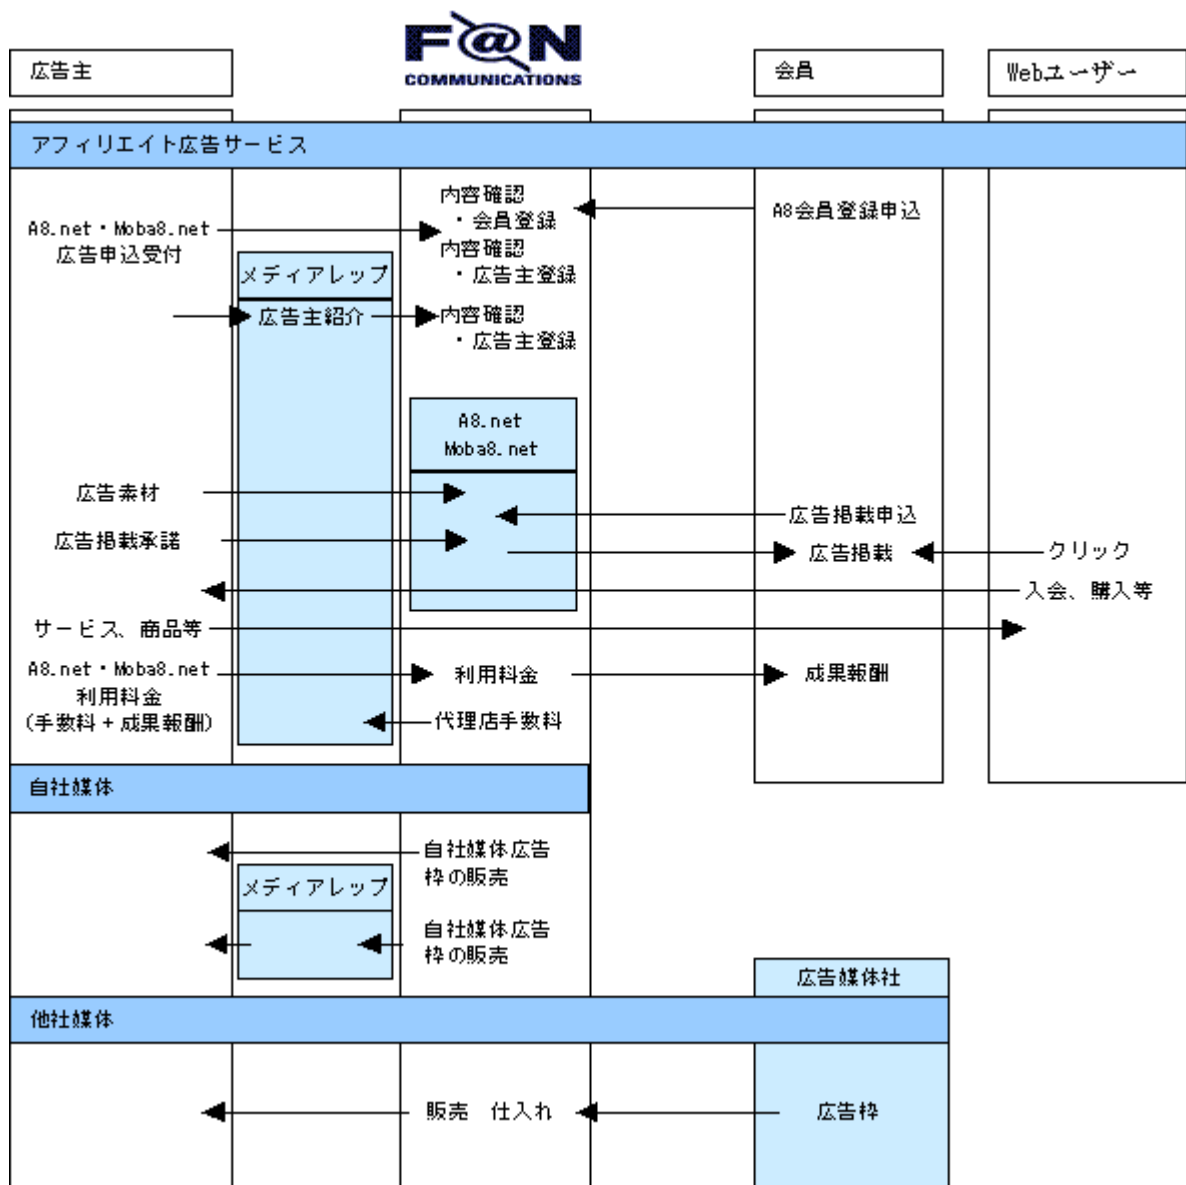 F@N
COMMUNICATIONS
広告主
会員
Webユーザー
アフィリエイト広告サービス
内容確認
・会員登録
A8会員登録申込
A8.net・Moba8.net
広告申込受付
内容確認
・広告主登録
メディアレップ
広告主紹介
内容確認
・広告主登録
A8.net
Moba8.net
広告素材
広告掲載申込
広告掲載承諾
広告掲載
クリック
入会、購入等
サービス、商品等
A8.net・Moba8.net
利用料金
(手数料+成果報酬)
利用料金
成果報酬
代理店手数料
自社媒体
自社媒体広告
枠の販売
メディアレップ
自社媒体広告
枠の販売
広告媒体社
他社媒体
販売 仕入れ
広告枠